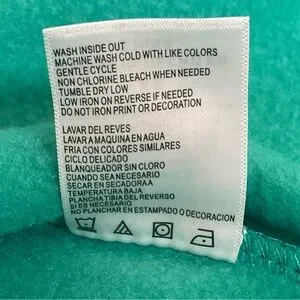 WASH INSIDE OUT
MACHINE WASH COLD WITH LIKE COLORS
GENTLE CYCLE
NON CHLORINE BLEACH WHEN NEEDED
TUMBLE DRY LOW
LOW IRON ON REVERSE IF NEEDED
DO NOT IRON PRINT OR DECORATION
LAVAR DEL REVES
LAVAR A MAQUINA EN AGUA
FRIA CON COLORES SIMILARES
CICLO DELICADO
BLANQUEADOR SIN CLORO
CUANDO SEA NECESARIO
SECAR EN SECADORA A
TEMPERATURA BAJA
PLANCHA TIBIA DEL REVERSO
SI ES NECESARIO
NO PLANCHAR EN ESTAMPADO O DECORACION